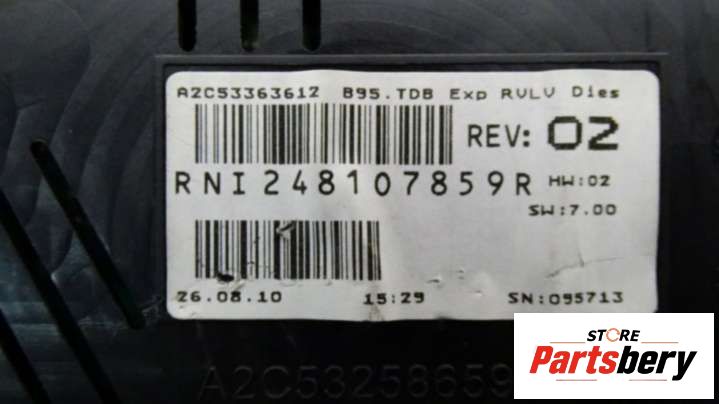 A2C53363612 B95.TDB Exp RVLV Dies
REV: 02
RNI248107859R HW:02
SW:7.00
26.08.10 15:29 SN:095713
A2C53258659
STORE
Partsbery